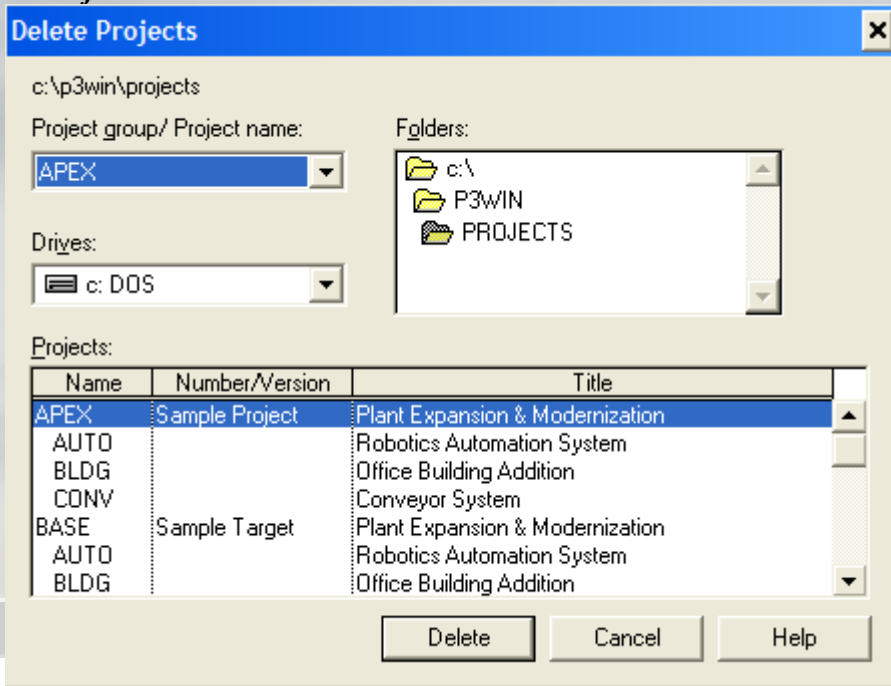 Delete Projects
c:\p3win\projects
Project group/ Project name:
Folders:
APEX
c:\
P3WIN
PROJECTS
Drives:
c: DOS
Projects:
Name Number/Version Title
APEX Sample Project Plant Expansion & Modernization
AUTO Robotics Automation System
BLDG Office Building Addition
CONV Conveyor System
BASE Sample Target Plant Expansion & Modernization
AUTO Robotics Automation System
BLDG Office Building Addition
Delete Cancel Help